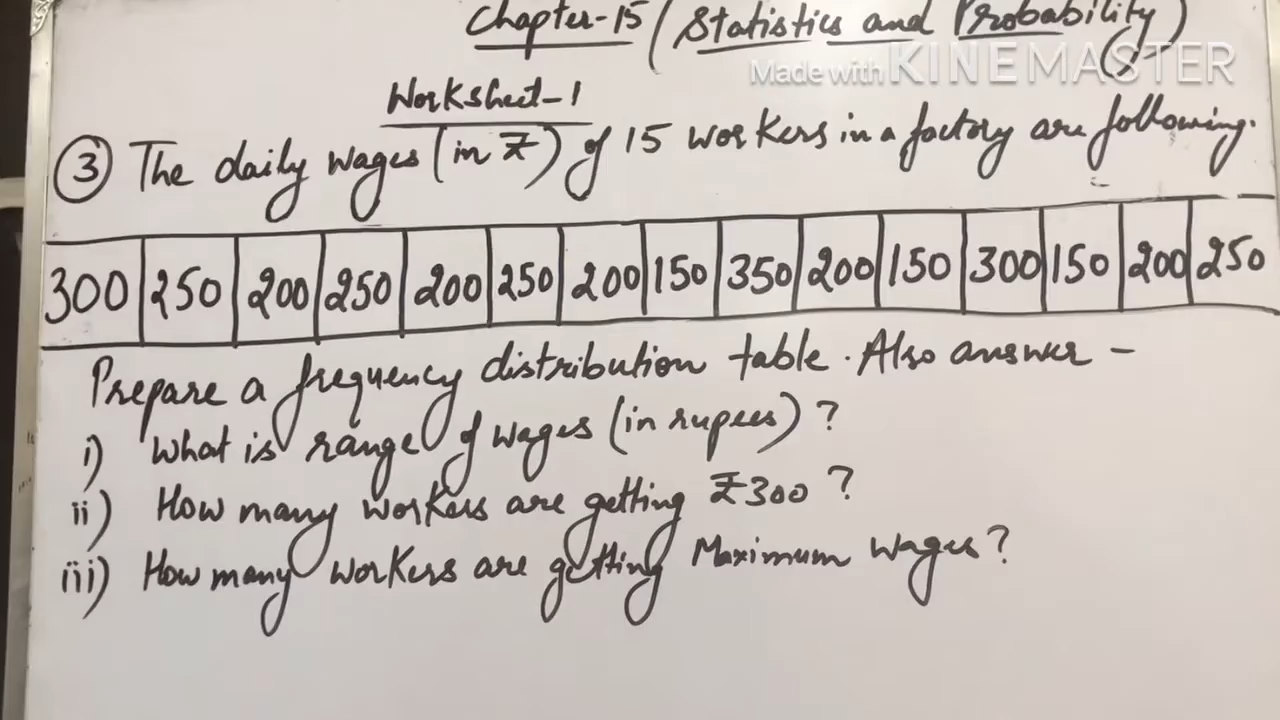 Chapter-15 (Statistics and Probability)
Made with KINEMASTER
Worksheet-1
③ The daily wages (in ₹) of 15 workers in a factory are following.
300 250 200 250 200 250 200 150 350 200 150 300 150 200 250
Prepare a frequency distribution table. Also answer -
i) What is range of wages (in rupees)?
ii) How many workers are getting ₹300?
iii) How many workers are getting Maximum wages?